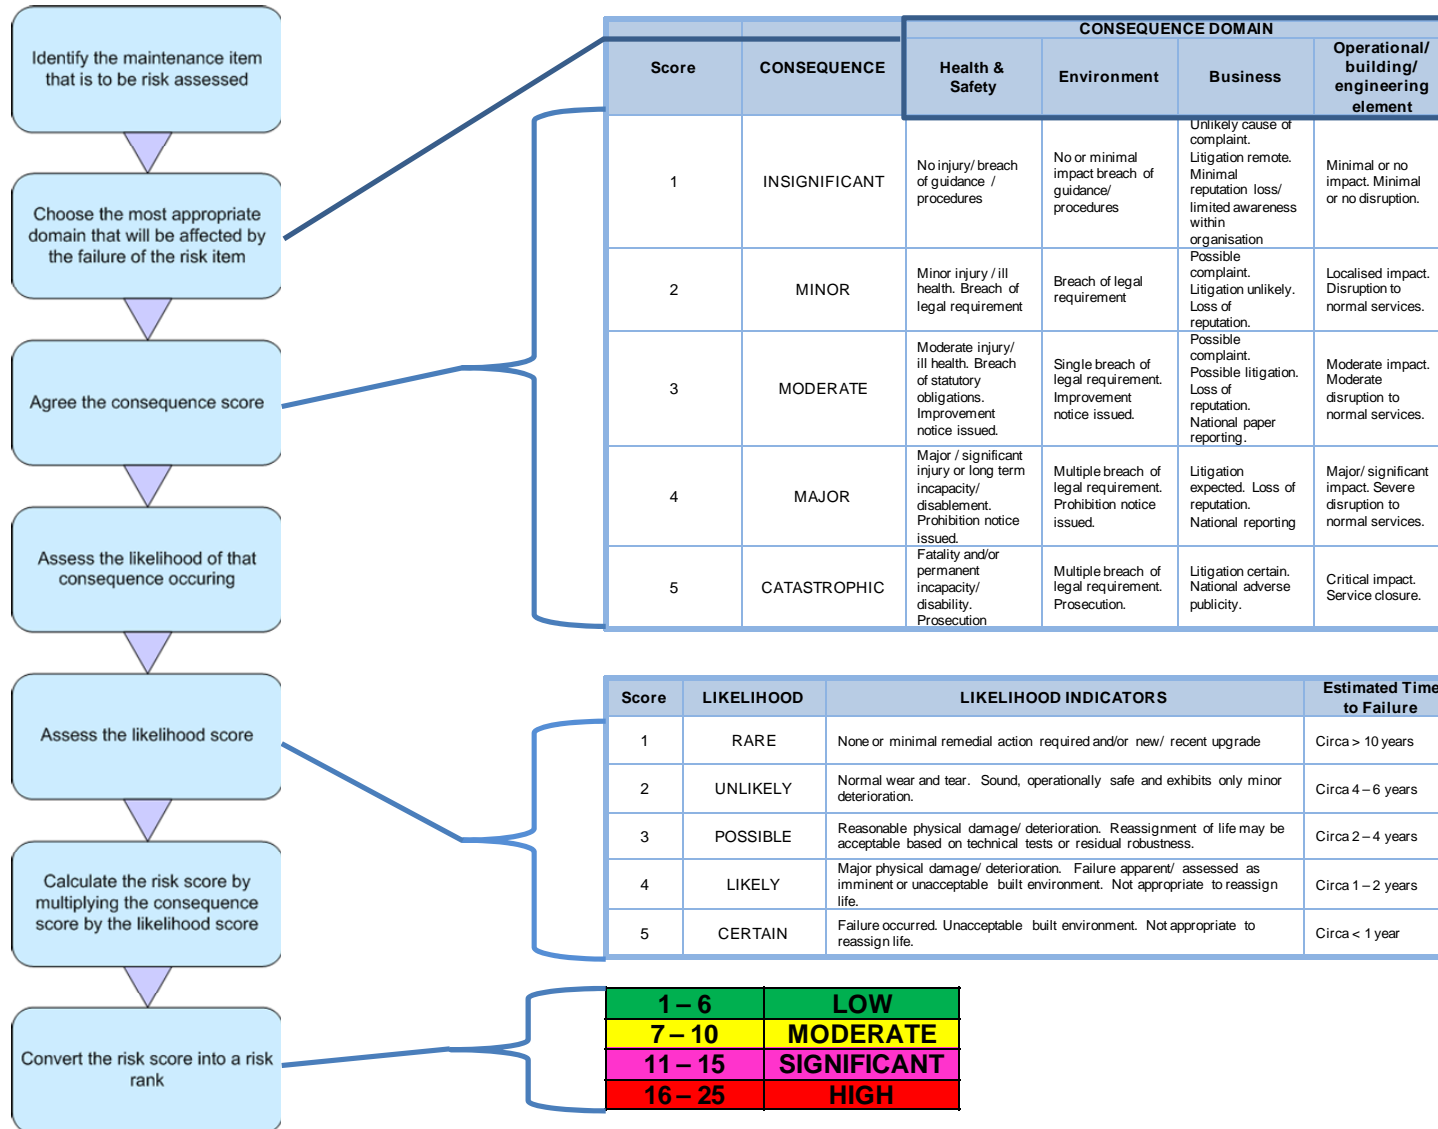 Identify the maintenance item
that is to be risk assessed
Choose the most appropriate
domain that will be affected by
the failure of the risk item
Agree the consequence score
Assess the likelihood of that
consequence occuring
Assess the likelihood score
Calculate the risk score by
multiplying the consequence
score by the likelihood score
Convert the risk score into a risk
rank
CONSEQUENCE DOMAIN
Score
CONSEQUENCE
Health &
Safety
Environment
Business
Operational/
building/
engineering
element
1
INSIGNIFICANT
No injury/ breach
of guidance /
procedures
No or minimal
impact breach of
guidance/
procedures
Unlikely cause of
complaint.
Litigation remote.
Minimal
reputation loss/
limited awareness
within
organisation
Minimal or no
impact. Minimal
or no disruption.
2
MINOR
Minor injury / ill
health. Breach of
legal requirement
Breach of legal
requirement
Possible
complaint.
Litigation unlikely.
Loss of
reputation.
Localised impact.
Disruption to
normal services.
3
MODERATE
Moderate injury/
ill health. Breach
of statutory
obligations.
Improvement
notice issued.
Single breach of
legal requirement.
Improvement
notice issued.
Possible
complaint.
Possible litigation.
Loss of
reputation.
National paper
reporting.
Moderate impact.
Moderate
disruption to
normal services.
4
MAJOR
Major / significant
injury or long term
incapacity/
disablement.
Prohibition notice
issued.
Multiple breach of
legal requirement.
Prohibition notice
issued.
Litigation
expected. Loss of
reputation.
National reporting
Major/ significant
impact. Severe
disruption to
normal services.
5
CATASTROPHIC
Fatality and/or
permanent
incapacity/
disability.
Prosecution
Multiple breach of
legal requirement.
Prosecution.
Litigation certain.
National adverse
publicity.
Critical impact.
Service closure.
Score
LIKELIHOOD
LIKELIHOOD INDICATORS
Estimated Time
to Failure
1
RARE
None or minimal remedial action required and/or new/ recent upgrade
Circa > 10 years
2
UNLIKELY
Normal wear and tear. Sound, operationally safe and exhibits only minor
deterioration.
Circa 4 – 6 years
3
POSSIBLE
Reasonable physical damage/ deterioration. Reassignment of life may be
acceptable based on technical tests or residual robustness.
Circa 2 – 4 years
4
LIKELY
Major physical damage/ deterioration. Failure apparent/ assessed as
imminent or unacceptable built environment. Not appropriate to reassign
life.
Circa 1 – 2 years
5
CERTAIN
Failure occurred. Unacceptable built environment. Not appropriate to
reassign life.
Circa < 1 year
1 – 6 LOW
7 – 10 MODERATE
11 – 15 SIGNIFICANT
16 – 25 HIGH